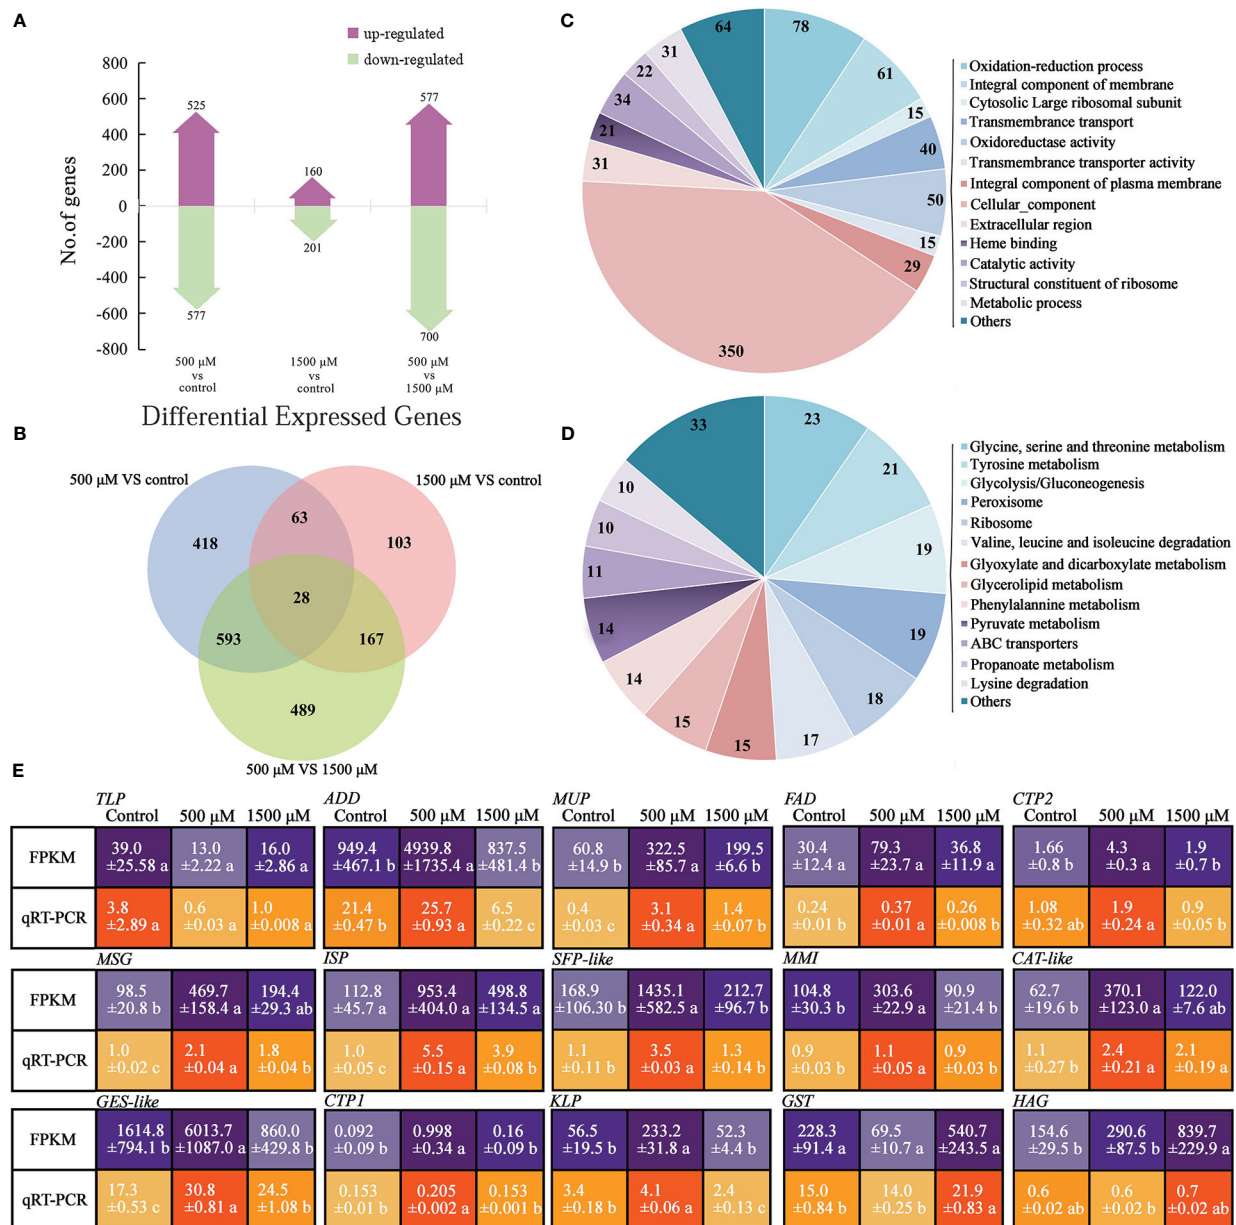 A
up-regulated
down-regulated
No.of genes
800
600
400
200
0
-200
-400
-600
-800
525
577
160
201
577
700
500 μM
vs
control
1500 μM
vs
control
500 μM
vs
1500 μM
Differential Expressed Genes
B
500 μM VS control
1500 μM VS control
63
418
103
28
593
167
489
500 μM VS 1500 μM
C
64
78
31
61
22
15
34
21
40
31
50
15
29
350
Oxidation-reduction process
Integral component of membrane
Cytosolic Large ribosomal subunit
Transmembrance transport
Oxidoreductase activity
Transmembrance transporter activity
Integral component of plasma membrane
Cellular_component
Extracellular region
Heme binding
Catalytic activity
Structural constituent of ribosome
Metabolic process
Others
D
33
23
21
10
19
10
11
19
14
18
14
17
15
15
Glycine, serine and threonine metabolism
Tyrosine metabolism
Glycolysis/Gluconeogenesis
Peroxisome
Ribosome
Valine, leucine and isoleucine degradation
Glyoxylate and dicarboxylate metabolism
Glycerolipid metabolism
Phenylalannine metabolism
Pyruvate metabolism
ABC transporters
Propanoate metabolism
Lysine degradation
Others
E
TLP ADD MUP FAD CTP2
Control 500 μM 1500 μM Control 500 μM 1500 μM Control 500 μM 1500 μM Control 500 μM 1500 μM Control 500 μM 1500 μM
FPKM
39.0 13.0 16.0 949.4 4939.8 837.5 60.8 322.5 199.5 30.4 79.3 36.8 1.66 4.3 1.9
±25.58 a ±2.22 a ±2.86 a ±467.1 b ±1735.4 a ±481.4 b ±14.9 b ±85.7 a ±6.6 b ±12.4 a ±23.7 a ±11.9 a ±0.8 b ±0.3 a ±0.7 b
qRT-PCR
3.8 0.6 1.0 21.4 25.7 6.5 0.4 3.1 1.4 0.24 0.37 0.26 1.08 1.9 0.9
±2.89 a ±0.03 a ±0.008 a ±0.47 b ±0.93 a ±0.22 c ±0.03 c ±0.34 a ±0.07 b ±0.01 b ±0.01 a ±0.008 b ±0.32 ab ±0.24 a ±0.05 b
MSG ISP SFP-like MMI CAT-like
FPKM
98.5 469.7 194.4 112.8 953.4 498.8 168.9 1435.1 212.7 104.8 303.6 90.9 62.7 370.1 122.0
±20.8 b ±158.4 a ±29.3 ab ±45.7 a ±404.0 a ±134.5 a ±106.30 b ±582.5 a ±96.7 b ±30.3 b ±22.9 a ±21.4 b ±19.6 b ±123.0 a ±7.6 ab
qRT-PCR
1.0 2.1 1.8 1.0 5.5 3.9 1.1 3.5 1.3 0.9 1.1 0.9 1.1 2.4 2.1
±0.02 c ±0.04 a ±0.04 b ±0.05 c ±0.15 a ±0.08 b ±0.11 b ±0.03 a ±0.14 b ±0.03 b ±0.05 a ±0.03 b ±0.27 b ±0.21 a ±0.19 a
GES-like CTP1 KLP GST HAG
FPKM
1614.8 6013.7 860.0 0.092 0.998 0.16 56.5 233.2 52.3 228.3 69.5 540.7 154.6 290.6 839.7
±794.1 b ±1087.0 a ±429.8 b ±0.09 b ±0.34 a ±0.09 b ±19.5 b ±31.8 a ±4.4 b ±91.4 a ±10.7 a ±243.5 a ±29.5 b ±87.5 b ±229.9 a
qRT-PCR
17.3 30.8 24.5 0.153 0.205 0.153 3.4 4.1 2.4 15.0 14.0 21.9 0.6 0.6 0.7
±0.53 c ±0.81 a ±1.08 b ±0.01 b ±0.002 a ±0.001 b ±0.18 b ±0.06 a ±0.13 c ±0.84 b ±0.25 b ±0.83 a ±0.02 ab ±0.02 b ±0.02 ab